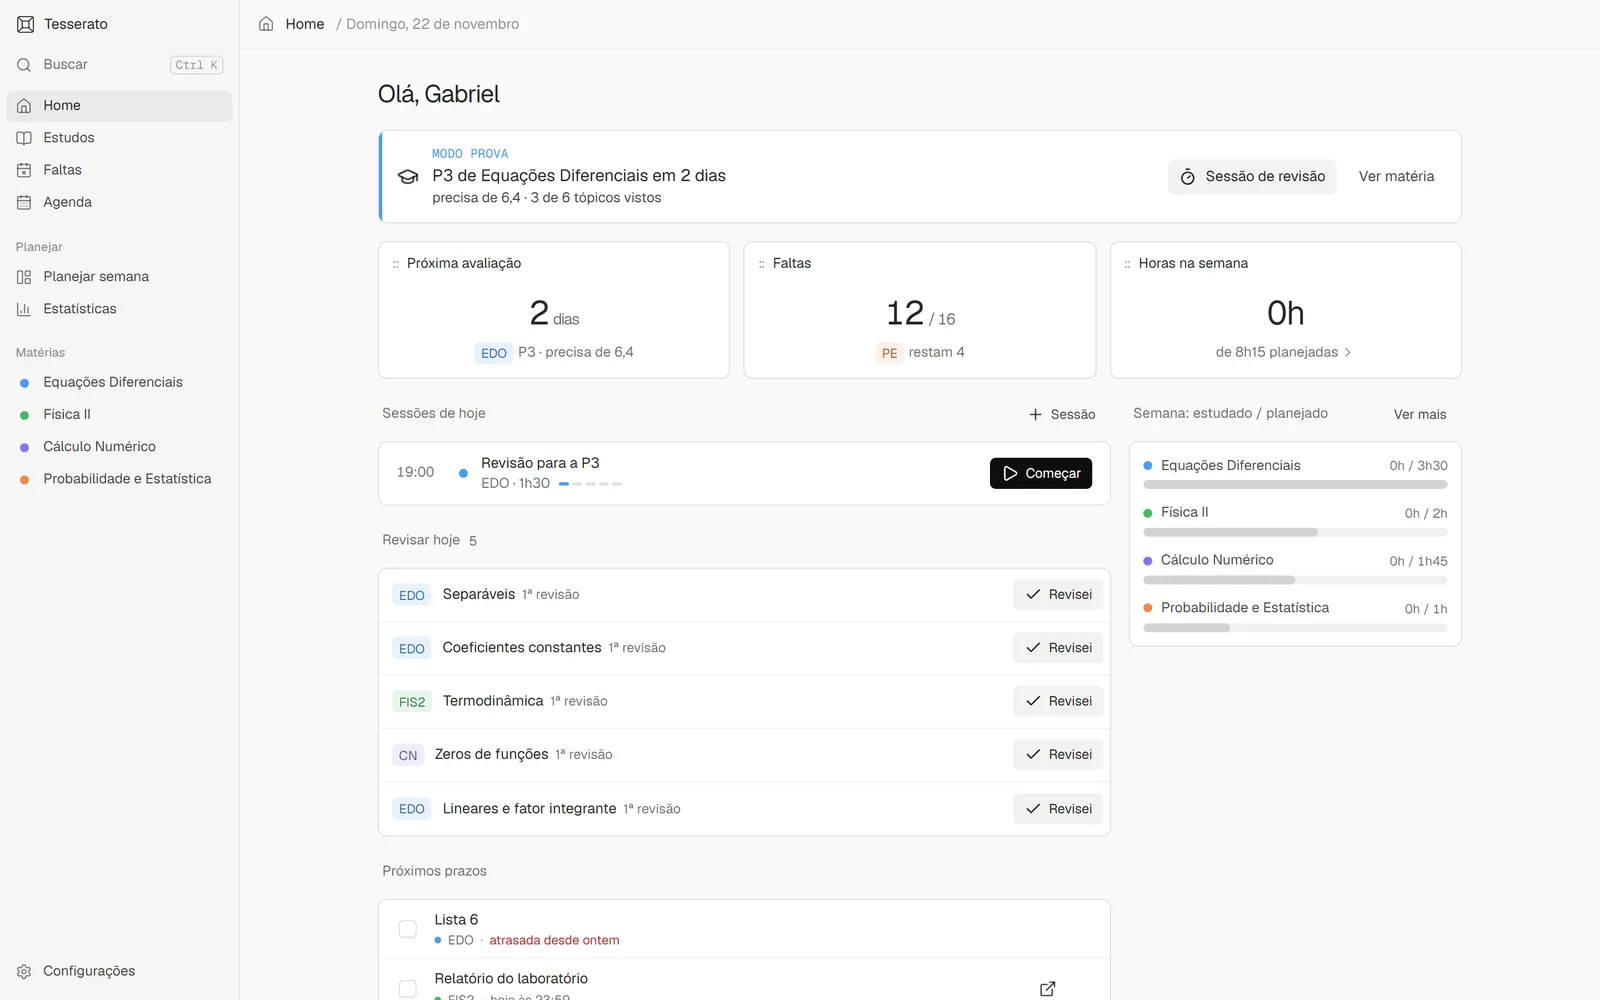 Tesserato
Buscar
Ctrl K
Home
Estudos
Faltas
Agenda
Planejar
Planejar semana
Estatísticas
Matérias
Equações Diferenciais
Física II
Cálculo Numérico
Probabilidade e Estatística
Configurações
Home / Domingo, 22 de novembro
Olá, Gabriel
MODO PROVA
P3 de Equações Diferenciais em 2 dias
precisa de 6,4 · 3 de 6 tópicos vistos
Sessão de revisão
Ver matéria
Próxima avaliação
2 dias
EDO P3 · precisa de 6,4
Faltas
12 / 16
PE restam 4
Horas na semana
0h
de 8h15 planejadas
Sessões de hoje
Sessão
19:00
Revisão para a P3
EDO · 1h30
Começar
Revisar hoje 5
EDO Separáveis 1ª revisão
Revisei
EDO Coeficientes constantes 1ª revisão
Revisei
FIS2 Termodinâmica 1ª revisão
Revisei
CN Zeros de funções 1ª revisão
Revisei
EDO Lineares e fator integrante 1ª revisão
Revisei
Próximos prazos
Lista 6
EDO · atrasada desde ontem
Relatório do laboratório
FIS2 · hoje às 23:59
Semana: estudado / planejado
Ver mais
Equações Diferenciais 0h / 3h30
Física II 0h / 2h
Cálculo Numérico 0h / 1h45
Probabilidade e Estatística 0h / 1h